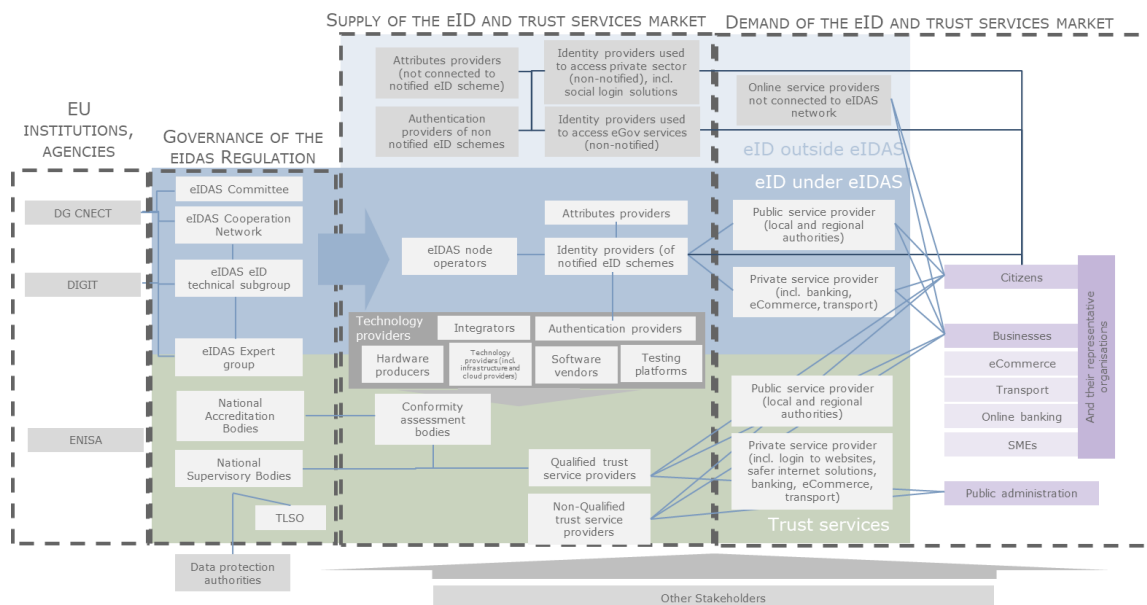 SUPPLY OF THE EID AND TRUST SERVICES MARKET
DEMAND OF THE EID AND TRUST SERVICES MARKET
EU
INSTITUTIONS,
AGENCIES
GOVERNANCE OF THE
EIDAS REGULATION
DG CNECT
DIGIT
ENISA
eIDAS Committee
eIDAS Cooperation
Network
eIDAS eID
technical subgroup
eIDAS Expert
group
National
Accreditation
Bodies
National
Supervisory Bodies
TLSO
Data protection
authorities
Attributes providers
(not connected to
notified eID scheme)
Identity providers used
to access private sector
(non-notified), incl.
social login solutions
Authentication
providers of non
notified eID schemes
Identity providers used
to access eGov services
(non-notified)
Attributes providers
eIDAS node
operators
Identity providers (of
notified eID schemes
Technology
providers
Integrators
Authentication providers
Hardware
producers
Technology
providers (incl.
infrastructure and
cloud providers)
Software
vendors
Testing
platforms
Conformity
assessment
bodies
Qualified trust
service providers
Non-Qualified
trust service
providers
Online service providers
not connected to eIDAS
network
eID outside eIDAS
eID under eIDAS
Public service provider
(local and regional
authorities)
Private service provider
(incl. banking,
eCommerce, transport)
Public service provider
(local and regional
authorities)
Private service provider
(incl. login to websites,
safer internet solutions,
banking, eCommerce,
transport)
Trust services
Citizens
Businesses
eCommerce
Transport
Online banking
SMEs
Public administration
And their representative
organisations
Other Stakeholders